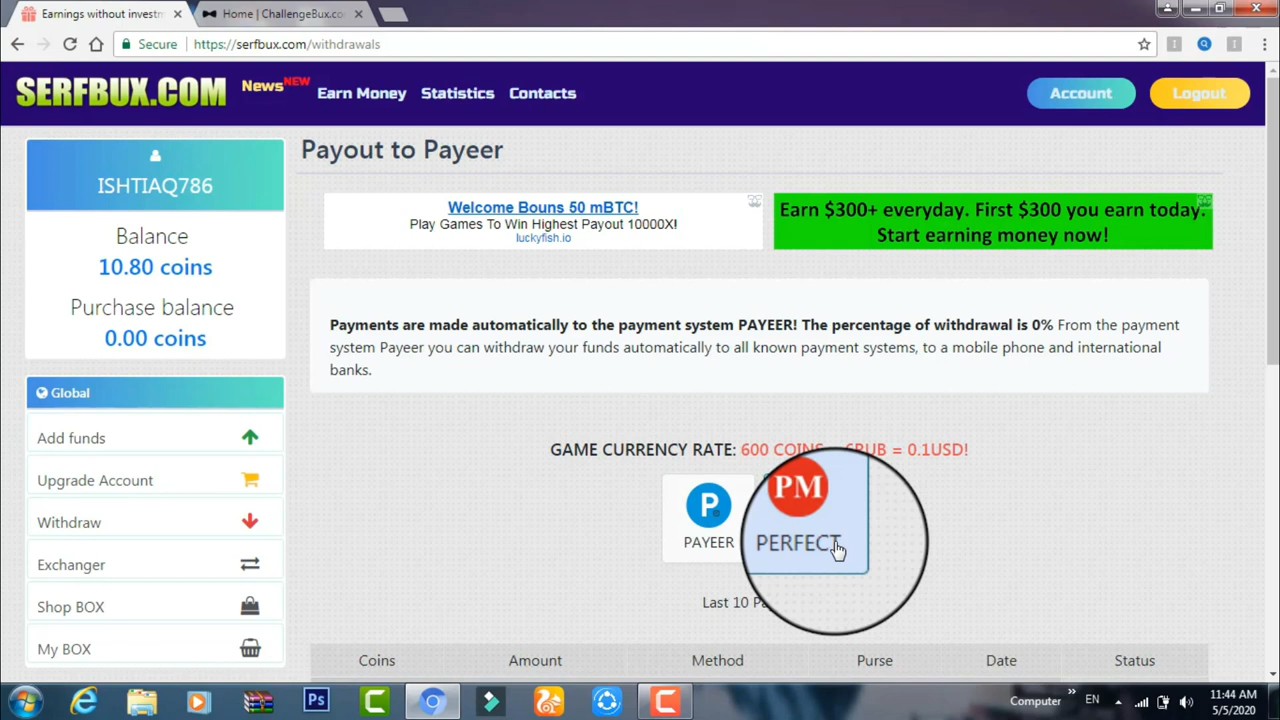 Earnings without investm
Home | ChallengeBux.co
Secure
https://serfbux.com/withdrawals
SERFBUX.COM
News NEW
Earn Money
Statistics
Contacts
Account
Logout
ISHTIAQ786
Balance
10.80 coins
Purchase balance
0.00 coins
Global
Add funds
Upgrade Account
Withdraw
Exchanger
Shop BOX
My BOX
Payout to Payeer
Welcome Bouns 50 mBTC!
Play Games To Win Highest Payout 10000X!
luckyfish.io
Earn $300+ everyday. First $300 you earn today.
Start earning money now!
Payments are made automatically to the payment system PAYEER! The percentage of withdrawal is 0% From the payment
system Payeer you can withdraw your funds automatically to all known payment systems, to a mobile phone and international
banks.
GAME CURRENCY RATE: 600 COINS = 6RUB = 0.1USD!
P
PAYEER
PM
PERFECT
Last 10
Coins
Amount
Method
Purse
Date
Status
Ps
C
C
Computer
EN
11:44 AM
5/5/2020